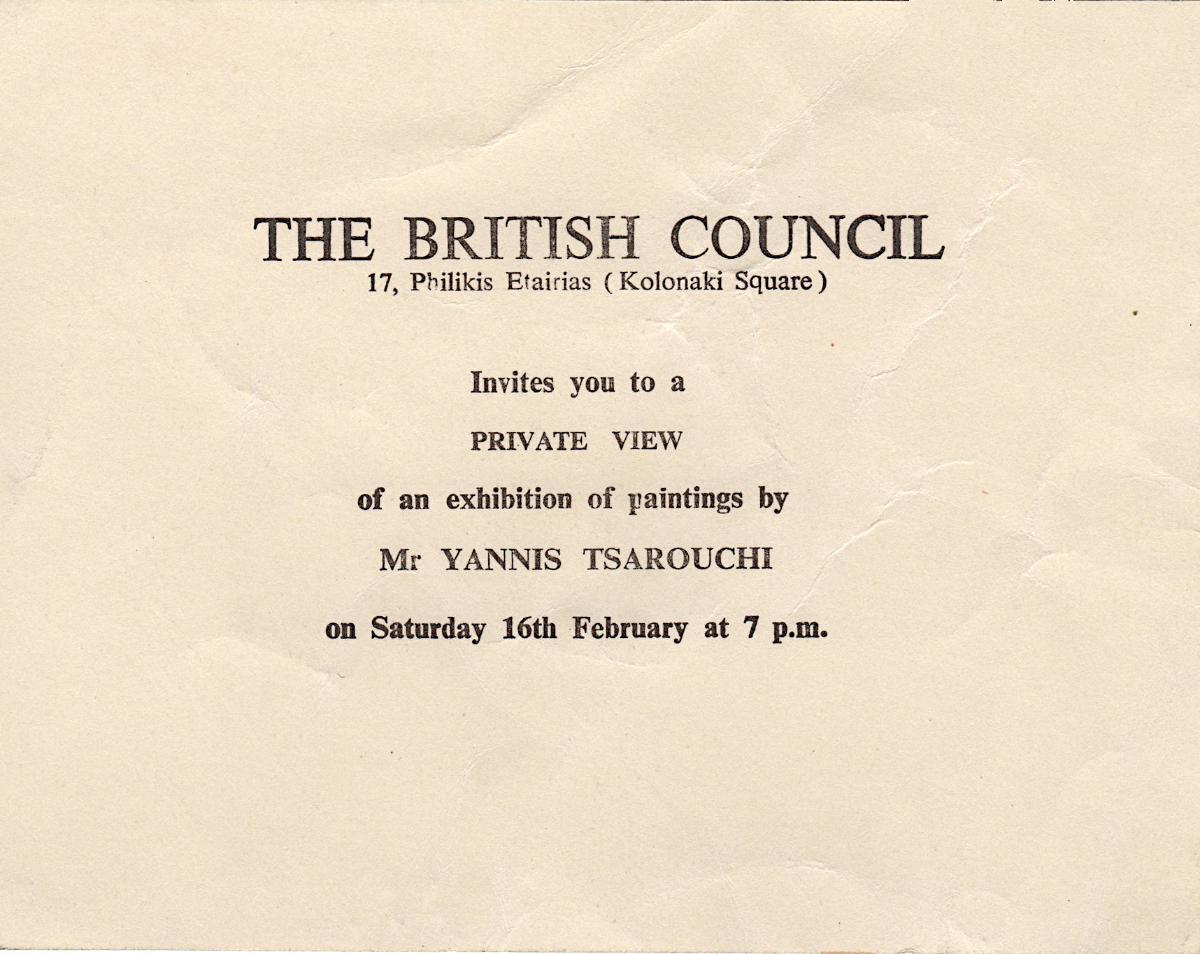 THE BRITISH COUNCIL
17, Philikis Etairias (Kolonaki Square)
Invites you to a
PRIVATE VIEW
of an exhibition of paintings by
Mr YANNIS TSAROUCHI
on Saturday 16th February at 7 p.m.